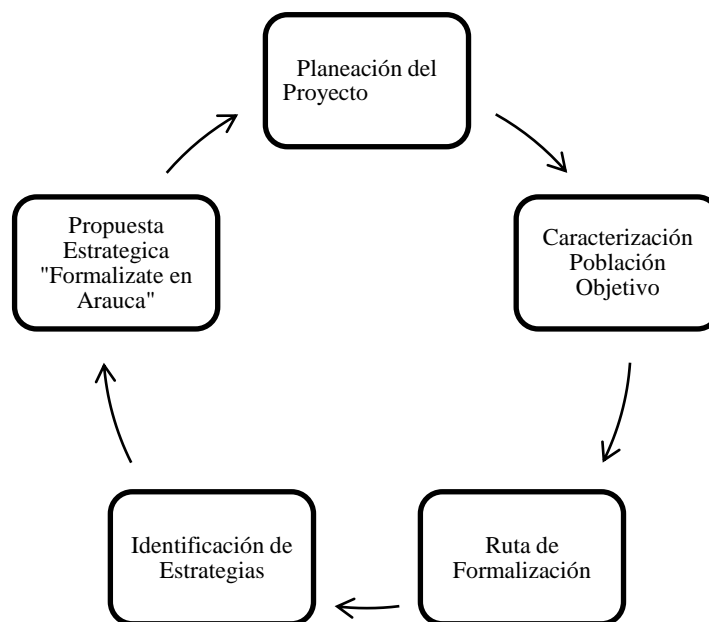 Planeación del
Proyecto
Caracterización
Población
Objetivo
Ruta de
Formalización
Identificación de
Estrategias
Propuesta
Estrategica
"Formalizate en
Arauca"